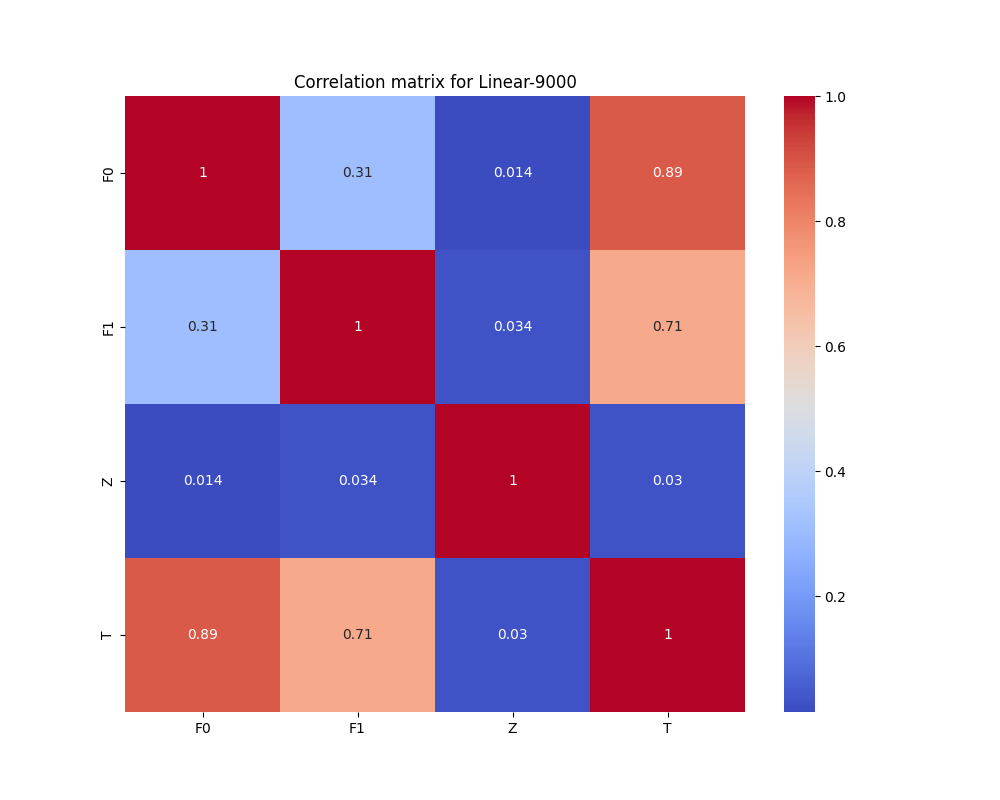 Correlation matrix for Linear-9000
F0 1 0.31 0.014 0.89
F1 0.31 1 0.034 0.71
Z 0.014 0.034 1 0.03
T 0.89 0.71 0.03 1
F0 F1 Z T
1.0
0.8
0.6
0.4
0.2